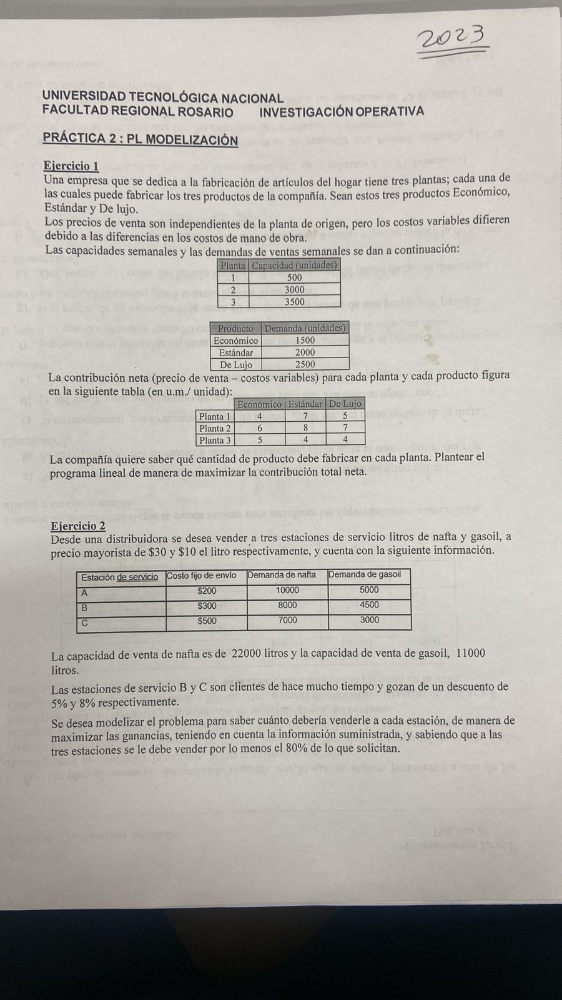 2023
UNIVERSIDAD TECNOLÓGICA NACIONAL
FACULTAD REGIONAL ROSARIO INVESTIGACIÓN OPERATIVA
PRÁCTICA 2 : PL MODELIZACIÓN
Ejercicio 1
Una empresa que se dedica a la fabricación de artículos del hogar tiene tres plantas; cada una de
las cuales puede fabricar los tres productos de la compañía. Sean estos tres productos Económico,
Estándar y De lujo.
Los precios de venta son independientes de la planta de origen, pero los costos variables difieren
debido a las diferencias en los costos de mano de obra.
Las capacidades semanales y las demandas de ventas semanales se dan a continuación:
Planta Capacidad (unidades)
1 500
2 3000
3 3500
Producto Demanda (unidades)
Económico 1500
Estándar 2000
De Lujo 2500
La contribución neta (precio de venta – costos variables) para cada planta y cada producto figura
en la siguiente tabla (en u.m./ unidad):
Económico Estándar De Lujo
Planta 1 4 7 5
Planta 2 6 8 7
Planta 3 5 4 4
La compañía quiere saber qué cantidad de producto debe fabricar en cada planta. Plantear el
programa lineal de manera de maximizar la contribución total neta.
Ejercicio 2
Desde una distribuidora se desea vender a tres estaciones de servicio litros de nafta y gasoil, a
precio mayorista de $30 y $10 el litro respectivamente, y cuenta con la siguiente información.
Estación de servicio Costo fijo de envío Demanda de nafta Demanda de gasoil
A $200 10000 5000
B $300 8000 4500
C $500 7000 3000
La capacidad de venta de nafta es de 22000 litros y la capacidad de venta de gasoil, 11000
litros.
Las estaciones de servicio B y C son clientes de hace mucho tiempo y gozan de un descuento de
5% y 8% respectivamente.
Se desea modelizar el problema para saber cuánto debería venderle a cada estación, de manera de
maximizar las ganancias, teniendo en cuenta la información suministrada, y sabiendo que a las
tres estaciones se le debe vender por lo menos el 80% de lo que solicitan.